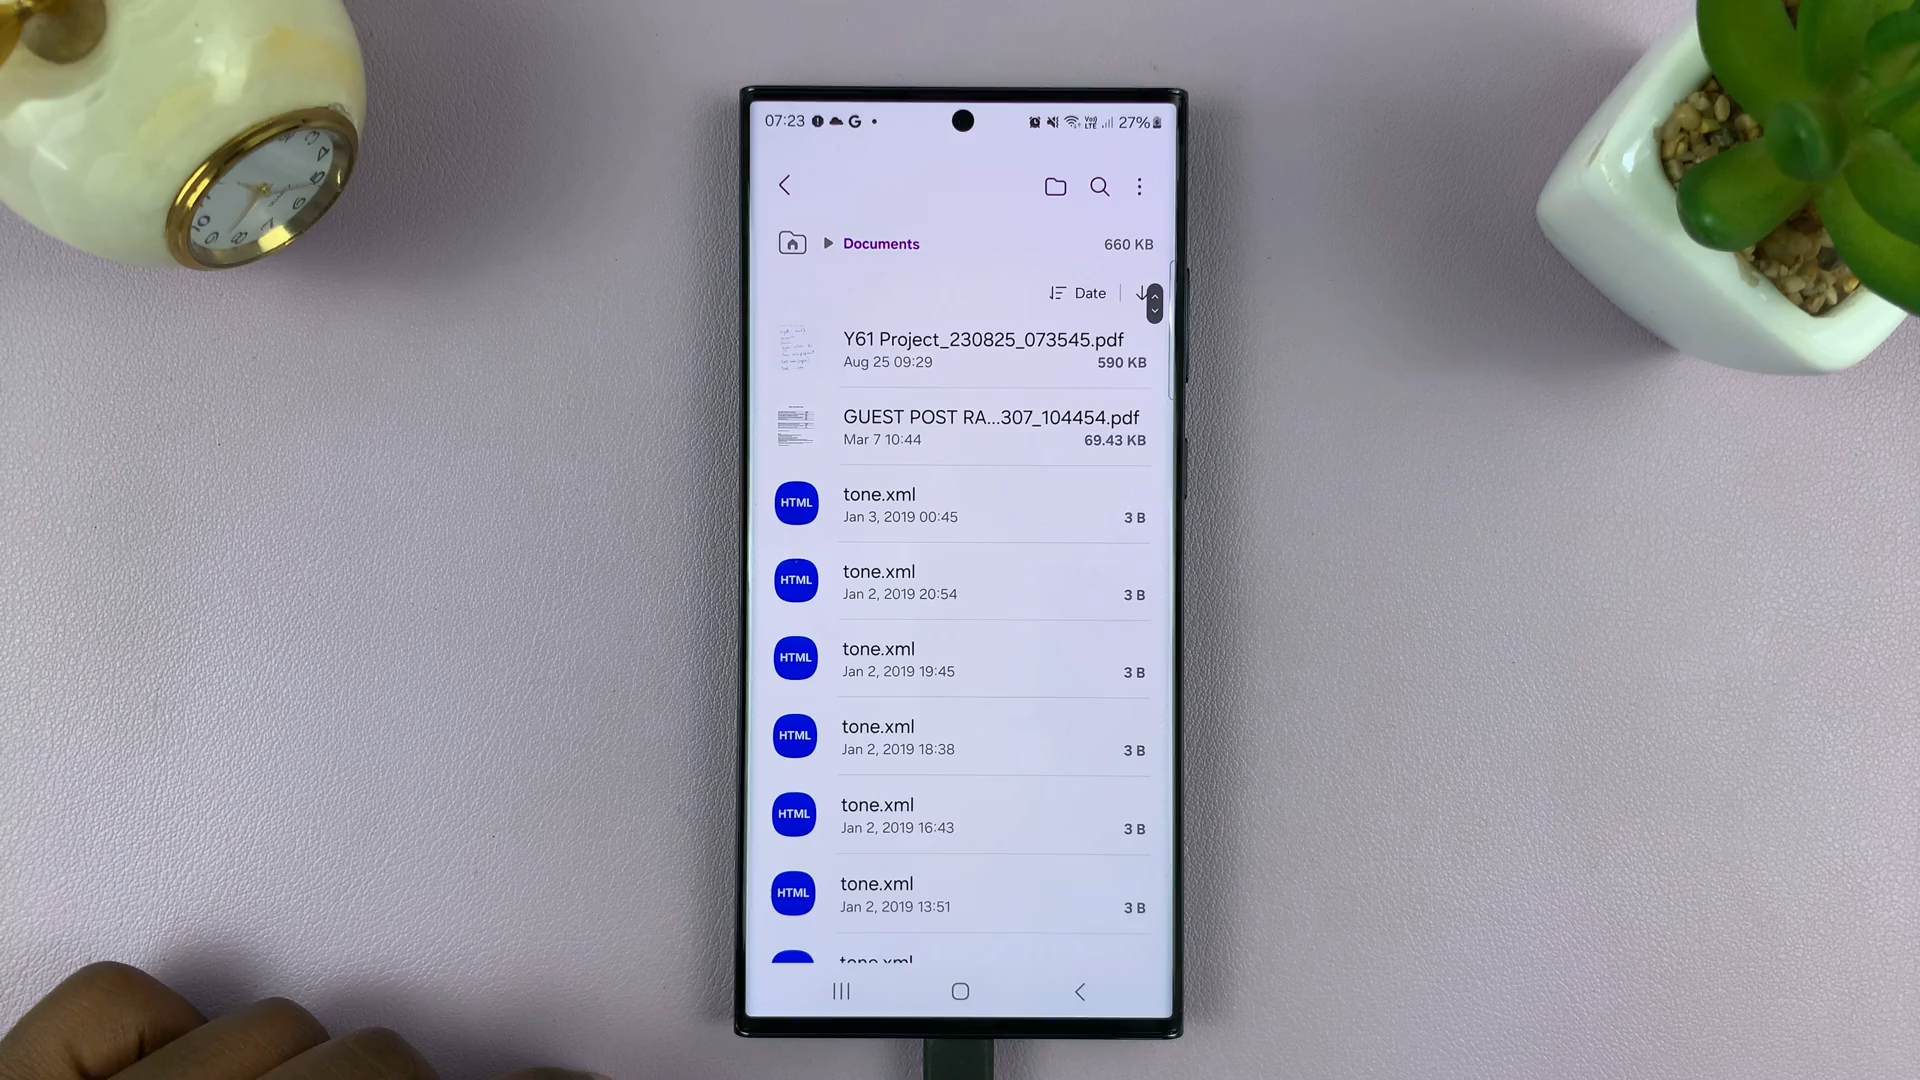 07:23 G VoI) LTE 27%
Documents 660 KB
Date
Y61 Project_230825_073545.pdf
Aug 25 09:29 590 KB
GUEST POST RA...307_104454.pdf
Mar 7 10:44 69.43 KB
HTML tone.xml
Jan 3, 2019 00:45 3 B
HTML tone.xml
Jan 2, 2019 20:54 3 B
HTML tone.xml
Jan 2, 2019 19:45 3 B
HTML tone.xml
Jan 2, 2019 18:38 3 B
HTML tone.xml
Jan 2, 2019 16:43 3 B
HTML tone.xml
Jan 2, 2019 13:51 3 B
tone.xml